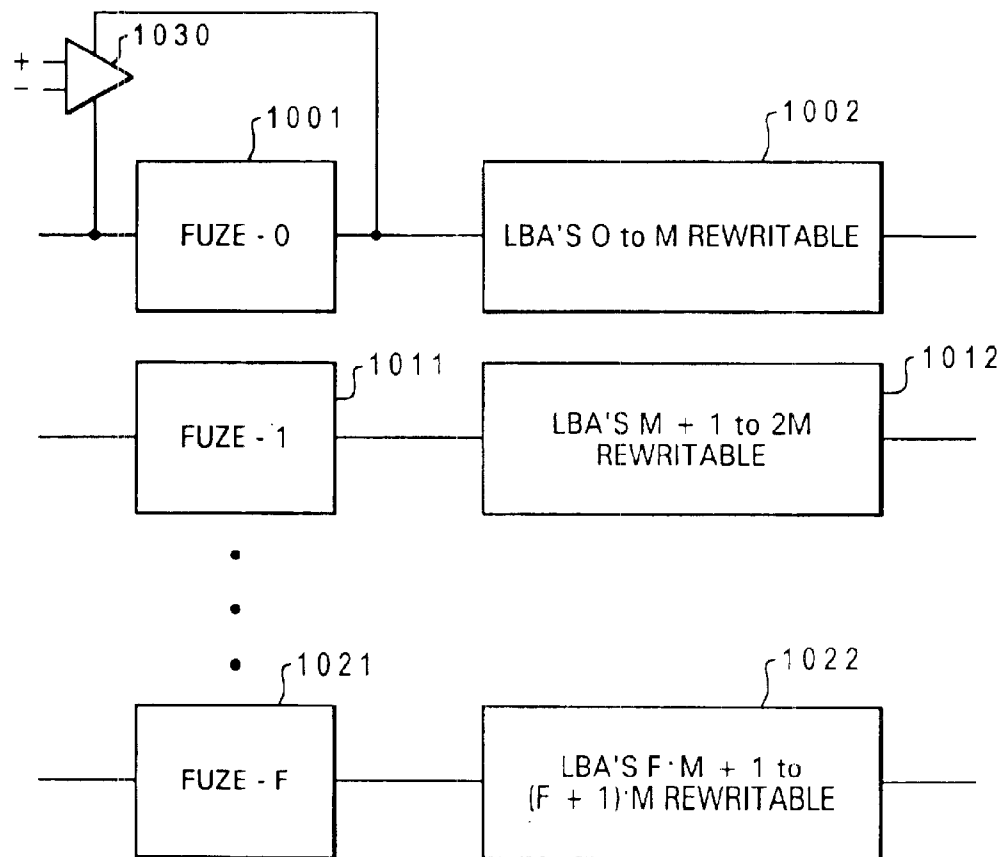 1030
+
−
1001
1002
FUZE - 0
LBA'S O to M REWRITABLE
1011
1012
FUZE - 1
LBA'S M + 1 to 2M
REWRITABLE
1021
1022
FUZE - F
LBA'S F·M + 1 to
(F + 1)·M REWRITABLE